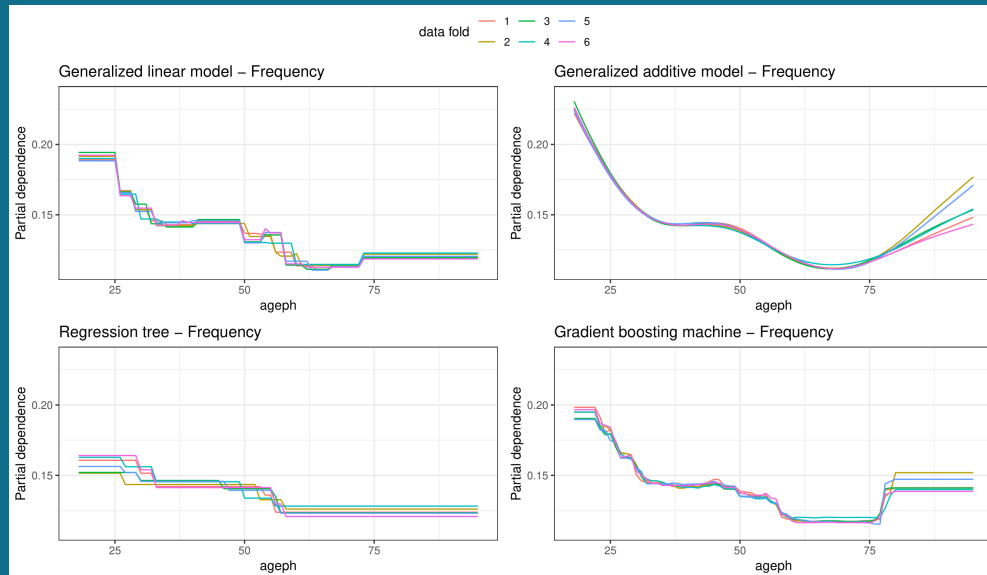 data fold 1 3 5
2 4 6
Generalized linear model − Frequency
Partial dependence
0.20
0.15
25 50 75
ageph
Generalized additive model − Frequency
Partial dependence
0.20
0.15
25 50 75
ageph
Regression tree − Frequency
Partial dependence
0.20
0.15
25 50 75
ageph
Gradient boosting machine − Frequency
Partial dependence
0.20
0.15
25 50 75
ageph